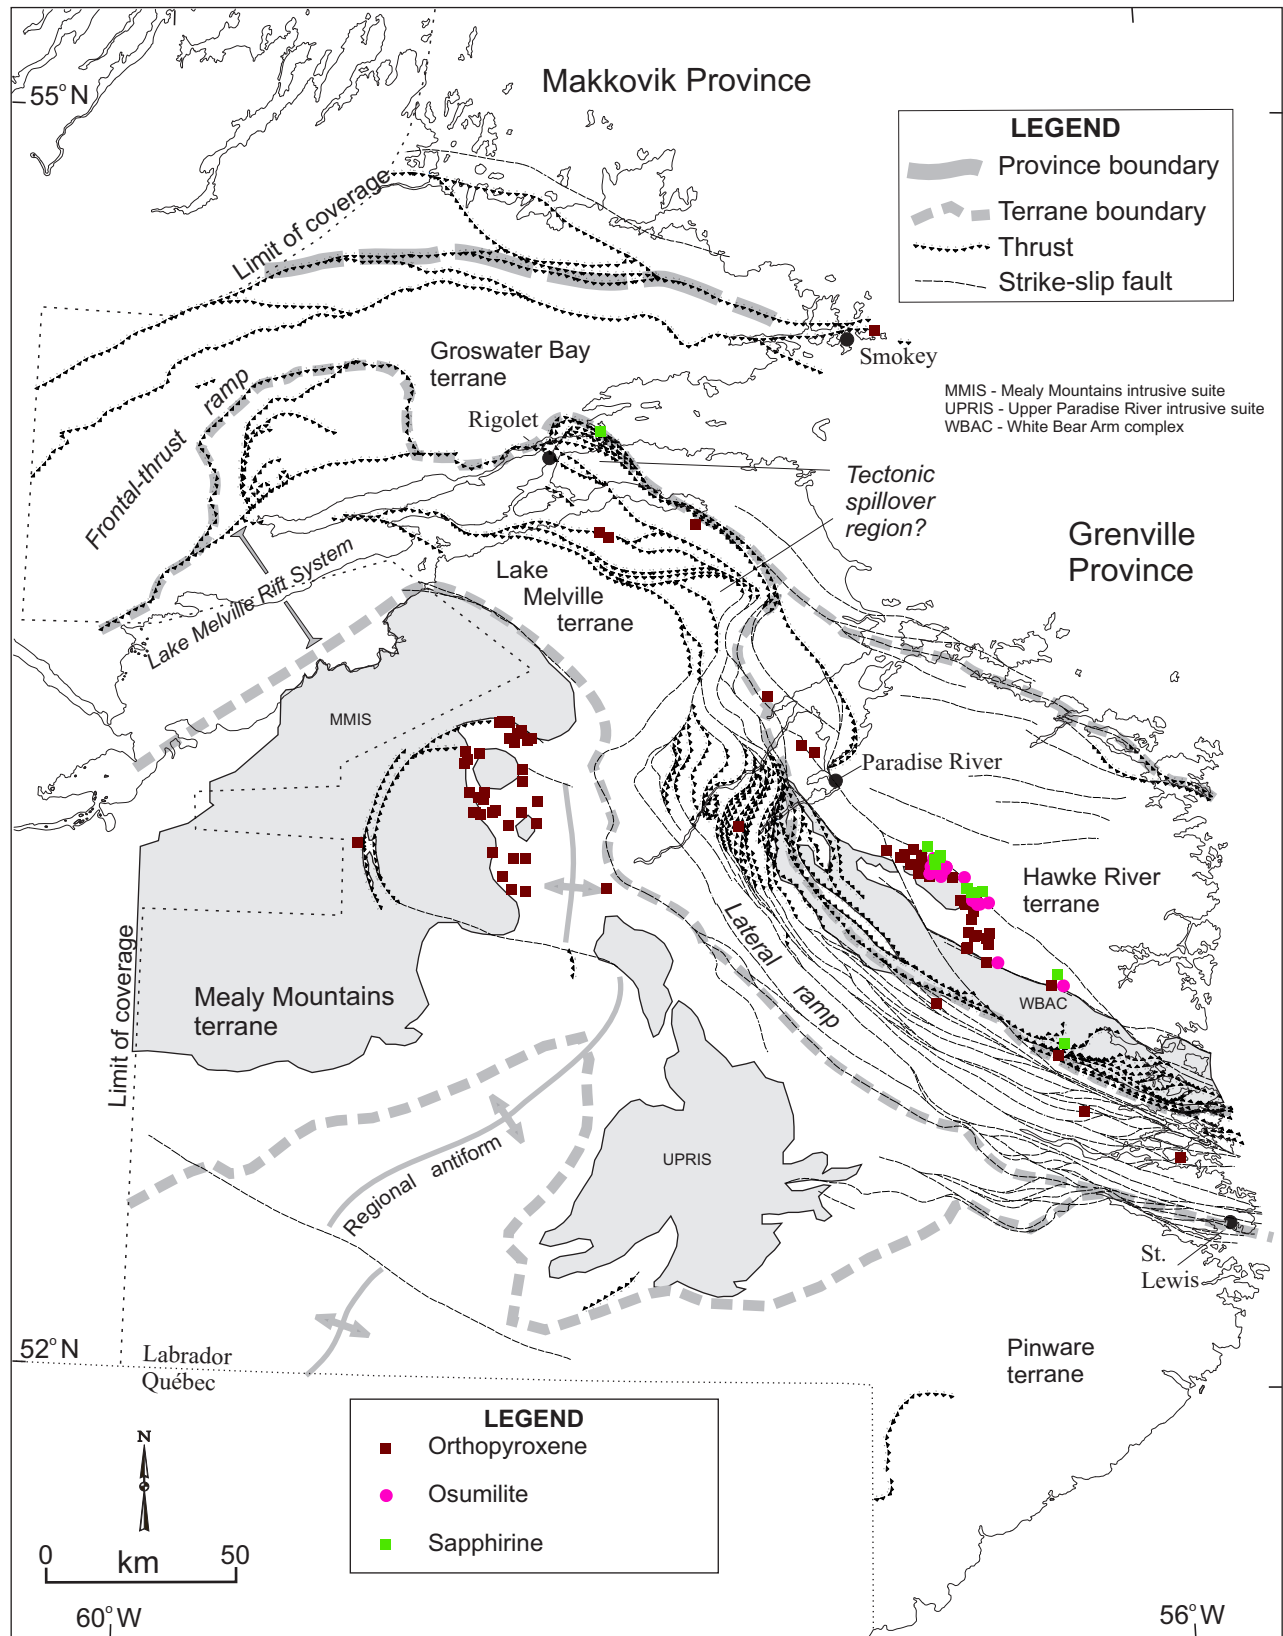 Makkovik Province
55°N
LEGEND
Province boundary
Terrane boundary
Thrust
Strike-slip fault
Limit of coverage
Smokey
Groswater Bay
terrane
MMIS - Mealy Mountains intrusive suite
UPRIS - Upper Paradise River intrusive suite
WBAC - White Bear Arm complex
Frontal-thrust ramp
Rigolet
Tectonic
spillover
region?
Grenville
Province
Lake Melville Rift System
Lake
Melville
terrane
MMIS
Paradise River
Hawke River
terrane
Lateral ramp
WBAC
Mealy Mountains
terrane
Limit of coverage
Regional antiform
UPRIS
St.
Lewis
52°N
Labrador
Québec
Pinware
terrane
LEGEND
Orthopyroxene
Osumilite
Sapphirine
N
0 km 50
60°W
56°W